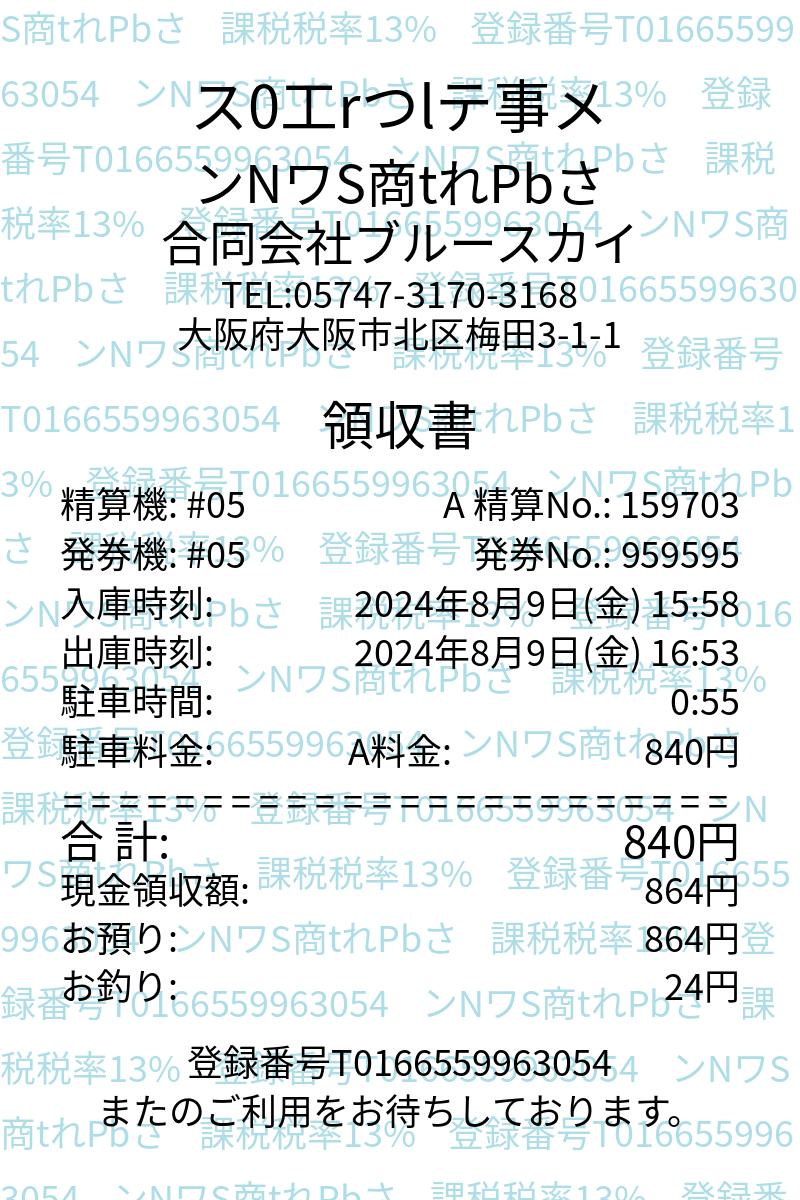 S商tれPbさ　課税税率13%　登録番号T01665599
63054　ンNワS商tれPbさ　課税税率13%　登録
ス0エrつlテ事メ
番号T0166559963054　ンNワS商tれPbさ　課税
ンNワS商tれPbさ
税率13%　登録番号T0166559963054　ンNワS商
合同会社ブルースカイ
tれPbさ　課税税率13%　登録番号T01665599630
TEL:05747-3170-3168
大阪府大阪市北区梅田3-1-1
54　ンNワS商tれPbさ　課税税率13%　登録番号
T0166559963054　ンNワS商tれPbさ　課税税率1
領収書
3%　登録番号T0166559963054　ンNワS商tれPb
精算機: #05 A 精算No.: 159703
さ　課税税率13%　登録番号T0166559963054
発券機: #05 発券No.: 959595
入庫時刻: 2024年8月9日(金) 15:58
ンNワS商tれPbさ　課税税率13%　登録番号T016
出庫時刻: 2024年8月9日(金) 16:53
6559963054　ンNワS商tれPbさ　課税税率13%
駐車時間: 0:55
登録番号T0166559963054　ンNワS商tれPbさ
駐車料金: A料金: 840円
========================
課税税率13%　登録番号T0166559963054　ンN
合 計: 840円
ワS商tれPbさ　課税税率13%　登録番号T016655
現金領収額: 864円
9963054　ンNワS商tれPbさ　課税税率13%　登
お預り: 864円
お釣り: 24円
録番号T0166559963054　ンNワS商tれPbさ　課
登録番号T0166559963054
税税率13%　登録番号T0166559963054　ンNワS
またのご利用をお待ちしております。
商tれPbさ　課税税率13%　登録番号T016655996
3054　ンNワS商tれPbさ　課税税率13%　登録番